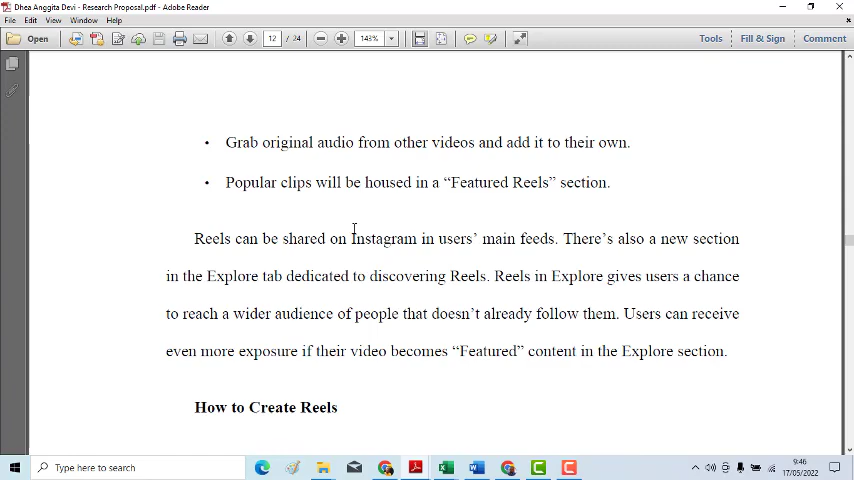 Dhea Anggita Devi - Research Proposal.pdf - Adobe Reader
File Edit View Window Help
Open 12 / 24 143% Tools Fill & Sign Comment
• Grab original audio from other videos and add it to their own.
• Popular clips will be housed in a “Featured Reels” section.
Reels can be shared on Instagram in users’ main feeds. There’s also a new section
in the Explore tab dedicated to discovering Reels. Reels in Explore gives users a chance
to reach a wider audience of people that doesn’t already follow them. Users can receive
even more exposure if their video becomes “Featured” content in the Explore section.
How to Create Reels
Type here to search
9:46
17/05/2022